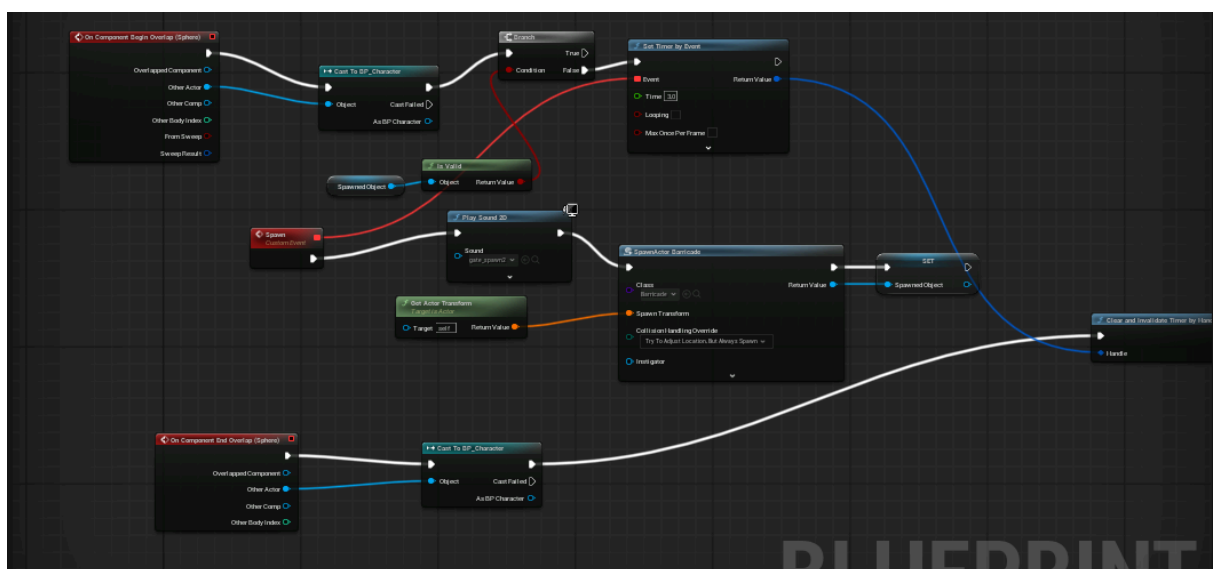 On Component Begin Overlap (Sphere)
Overlapped Component
Other Actor
Other Comp
Other Body Index
From Sweep
Sweep Result
Cast To BP_Character
Object
Cast Failed
As BP Character
Branch
True
Condition
False
Set Timer by Event
Event
Return Value
Time 3.0
Looping
Max Once Per Frame
Is Valid
Spawned Object
Object
Return Value
Spawn
Custom Event
Play Sound 2D
Sound
gate_spawn2
Get Actor Transform
Target is Actor
Target self
Return Value
SpawnActor Barricade
Class
Barricade
Return Value
Spawn Transform
Collision Handling Override
Try To Adjust Location, But Always Spawn
Instigator
SET
Spawned Object
Clear and Invalidate Timer by Han
Handle
On Component End Overlap (Sphere)
Overlapped Component
Other Actor
Other Comp
Other Body Index
Cast To BP_Character
Object
Cast Failed
As BP Character
BLUEPRINT